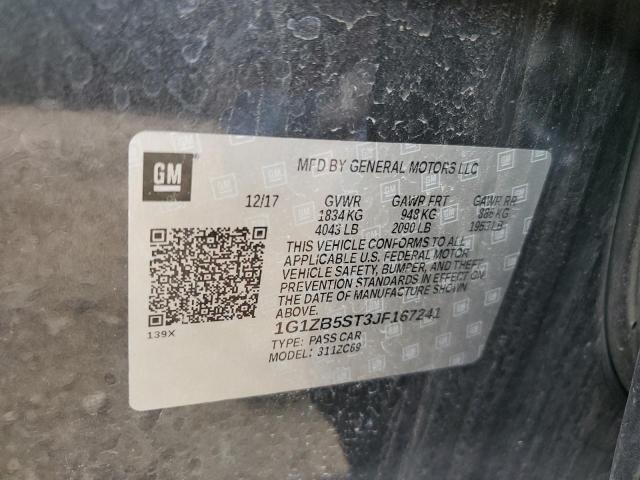 GM
MFD BY GENERAL MOTORS LLC
12/17 GVWR GAWR FRT GAWR RR
1834 KG 948 KG 886 KG
4043 LB 2090 LB 1953 LB
THIS VEHICLE CONFORMS TO ALL
APPLICABLE U.S. FEDERAL MOTOR
VEHICLE SAFETY, BUMPER, AND THEFT
PREVENTION STANDARDS IN EFFECT ON
THE DATE OF MANUFACTURE SHOWN
ABOVE.
139X
1G1ZB5ST3JF167241
TYPE: PASS CAR
MODEL: 311ZC69